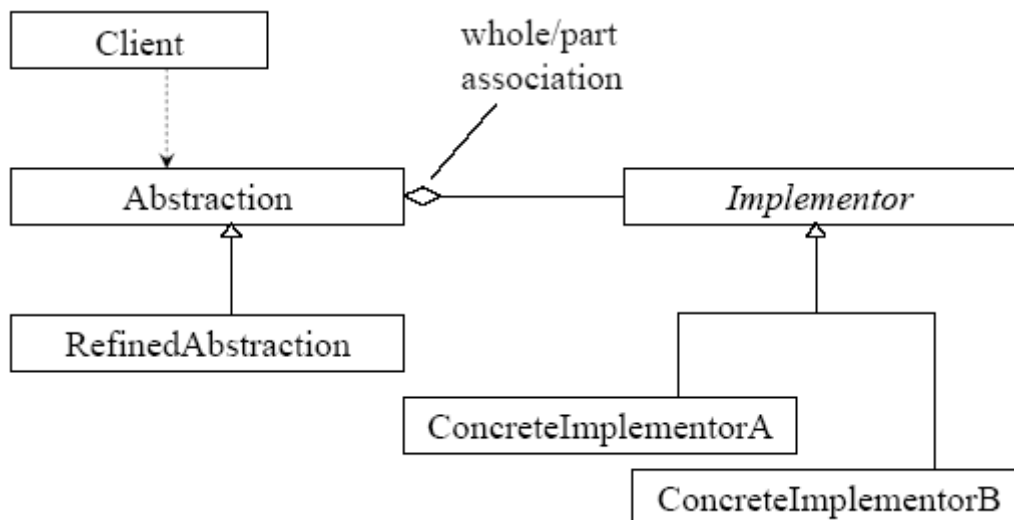 Client
whole/part
association
Abstraction
Implementor
RefinedAbstraction
ConcreteImplementorA
ConcreteImplementorB